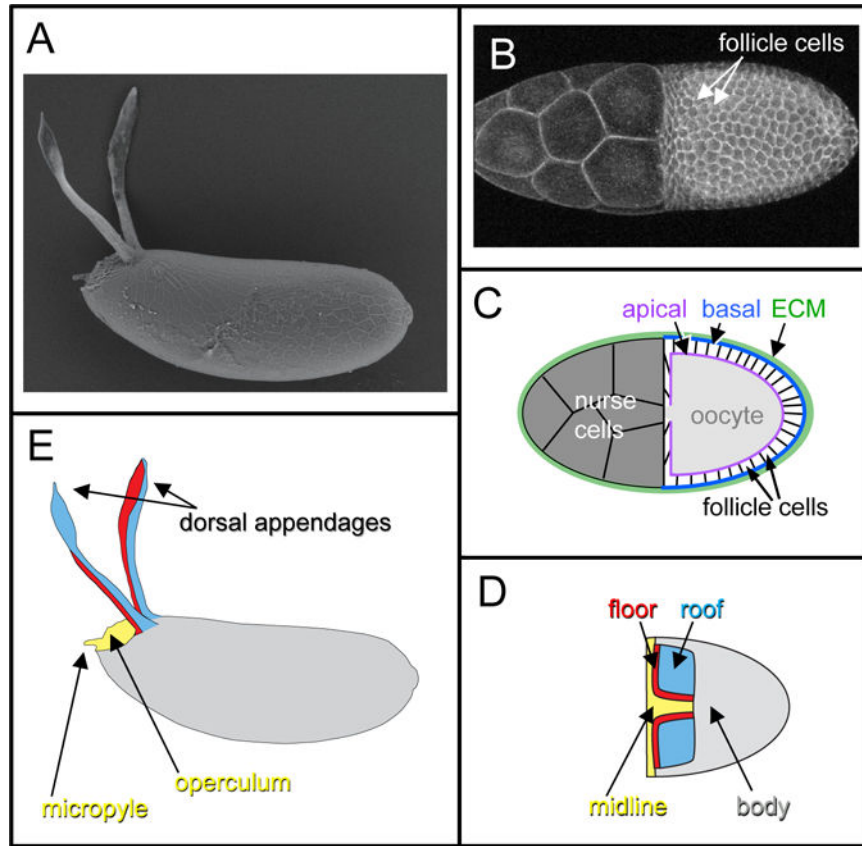 A
B
follicle cells
C
apical basal ECM
nurse
cells
oocyte
follicle cells
E
dorsal appendages
operculum
micropyle
D
floor roof
midline body